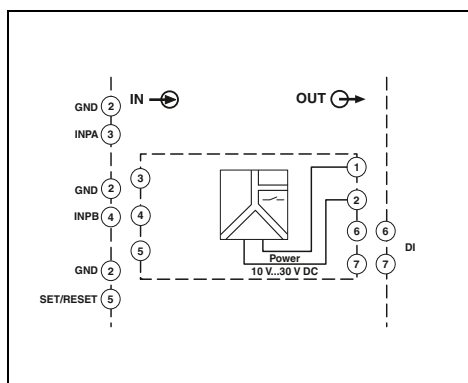 IN OUT
GND 2
INPA 3
GND 2
INPB 4
GND 2
SET/RESET 5
3
4
5
1
2
6
7
Power
10 V...30 V DC
6
7
DI